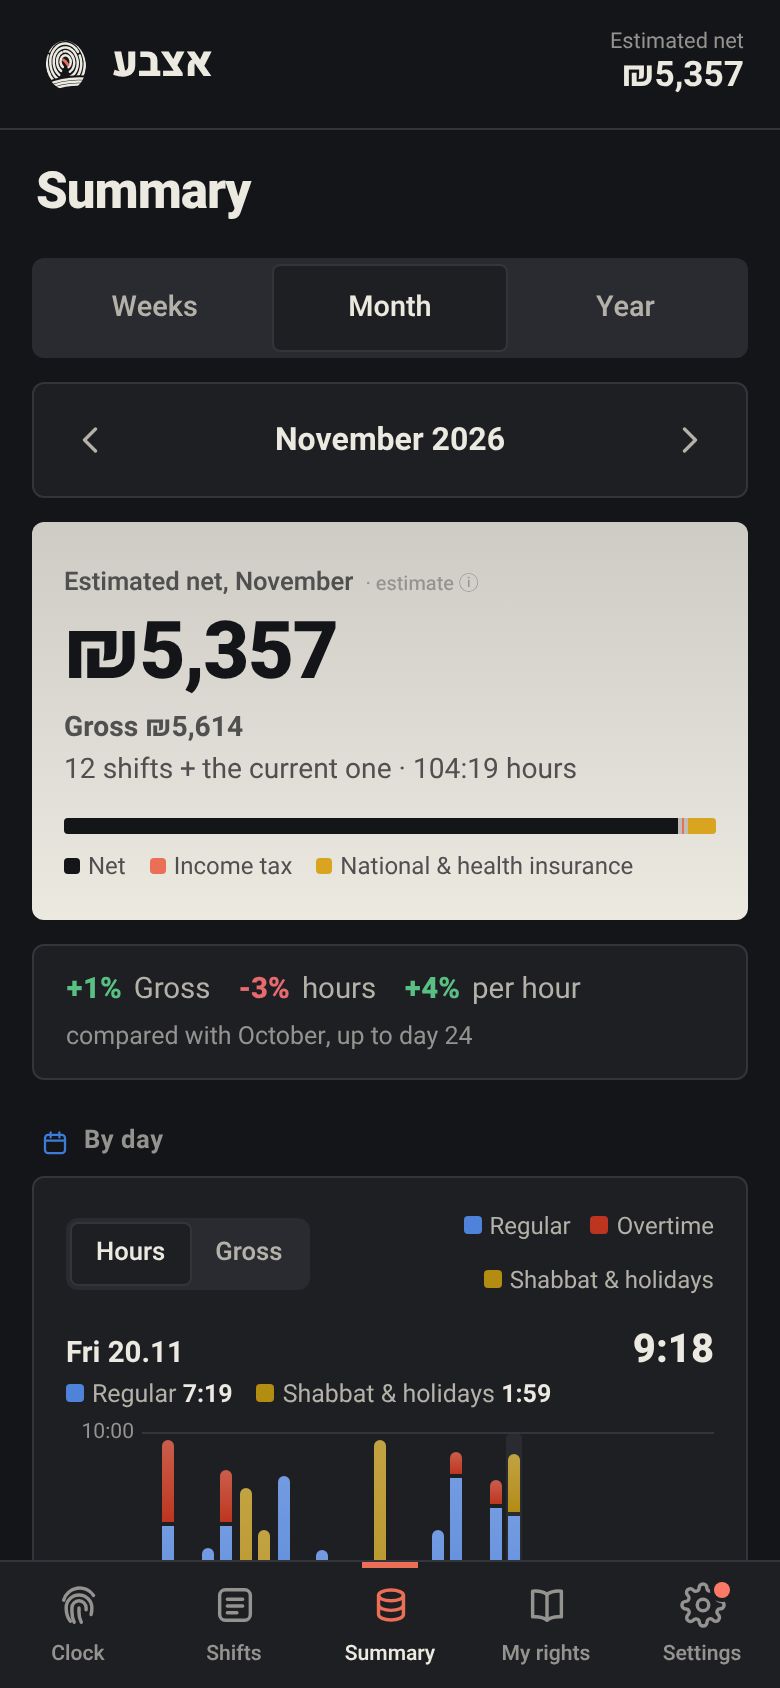 אצבע
Estimated net
₪5,357
Summary
Weeks Month Year
November 2026
Estimated net, November · estimate ⓘ
₪5,357
Gross ₪5,614
12 shifts + the current one · 104:19 hours
Net Income tax National & health insurance
+1% Gross -3% hours +4% per hour
compared with October, up to day 24
By day
Hours Gross
Regular Overtime
Shabbat & holidays
Fri 20.11 9:18
Regular 7:19 Shabbat & holidays 1:59
10:00
Clock Shifts Summary My rights Settings